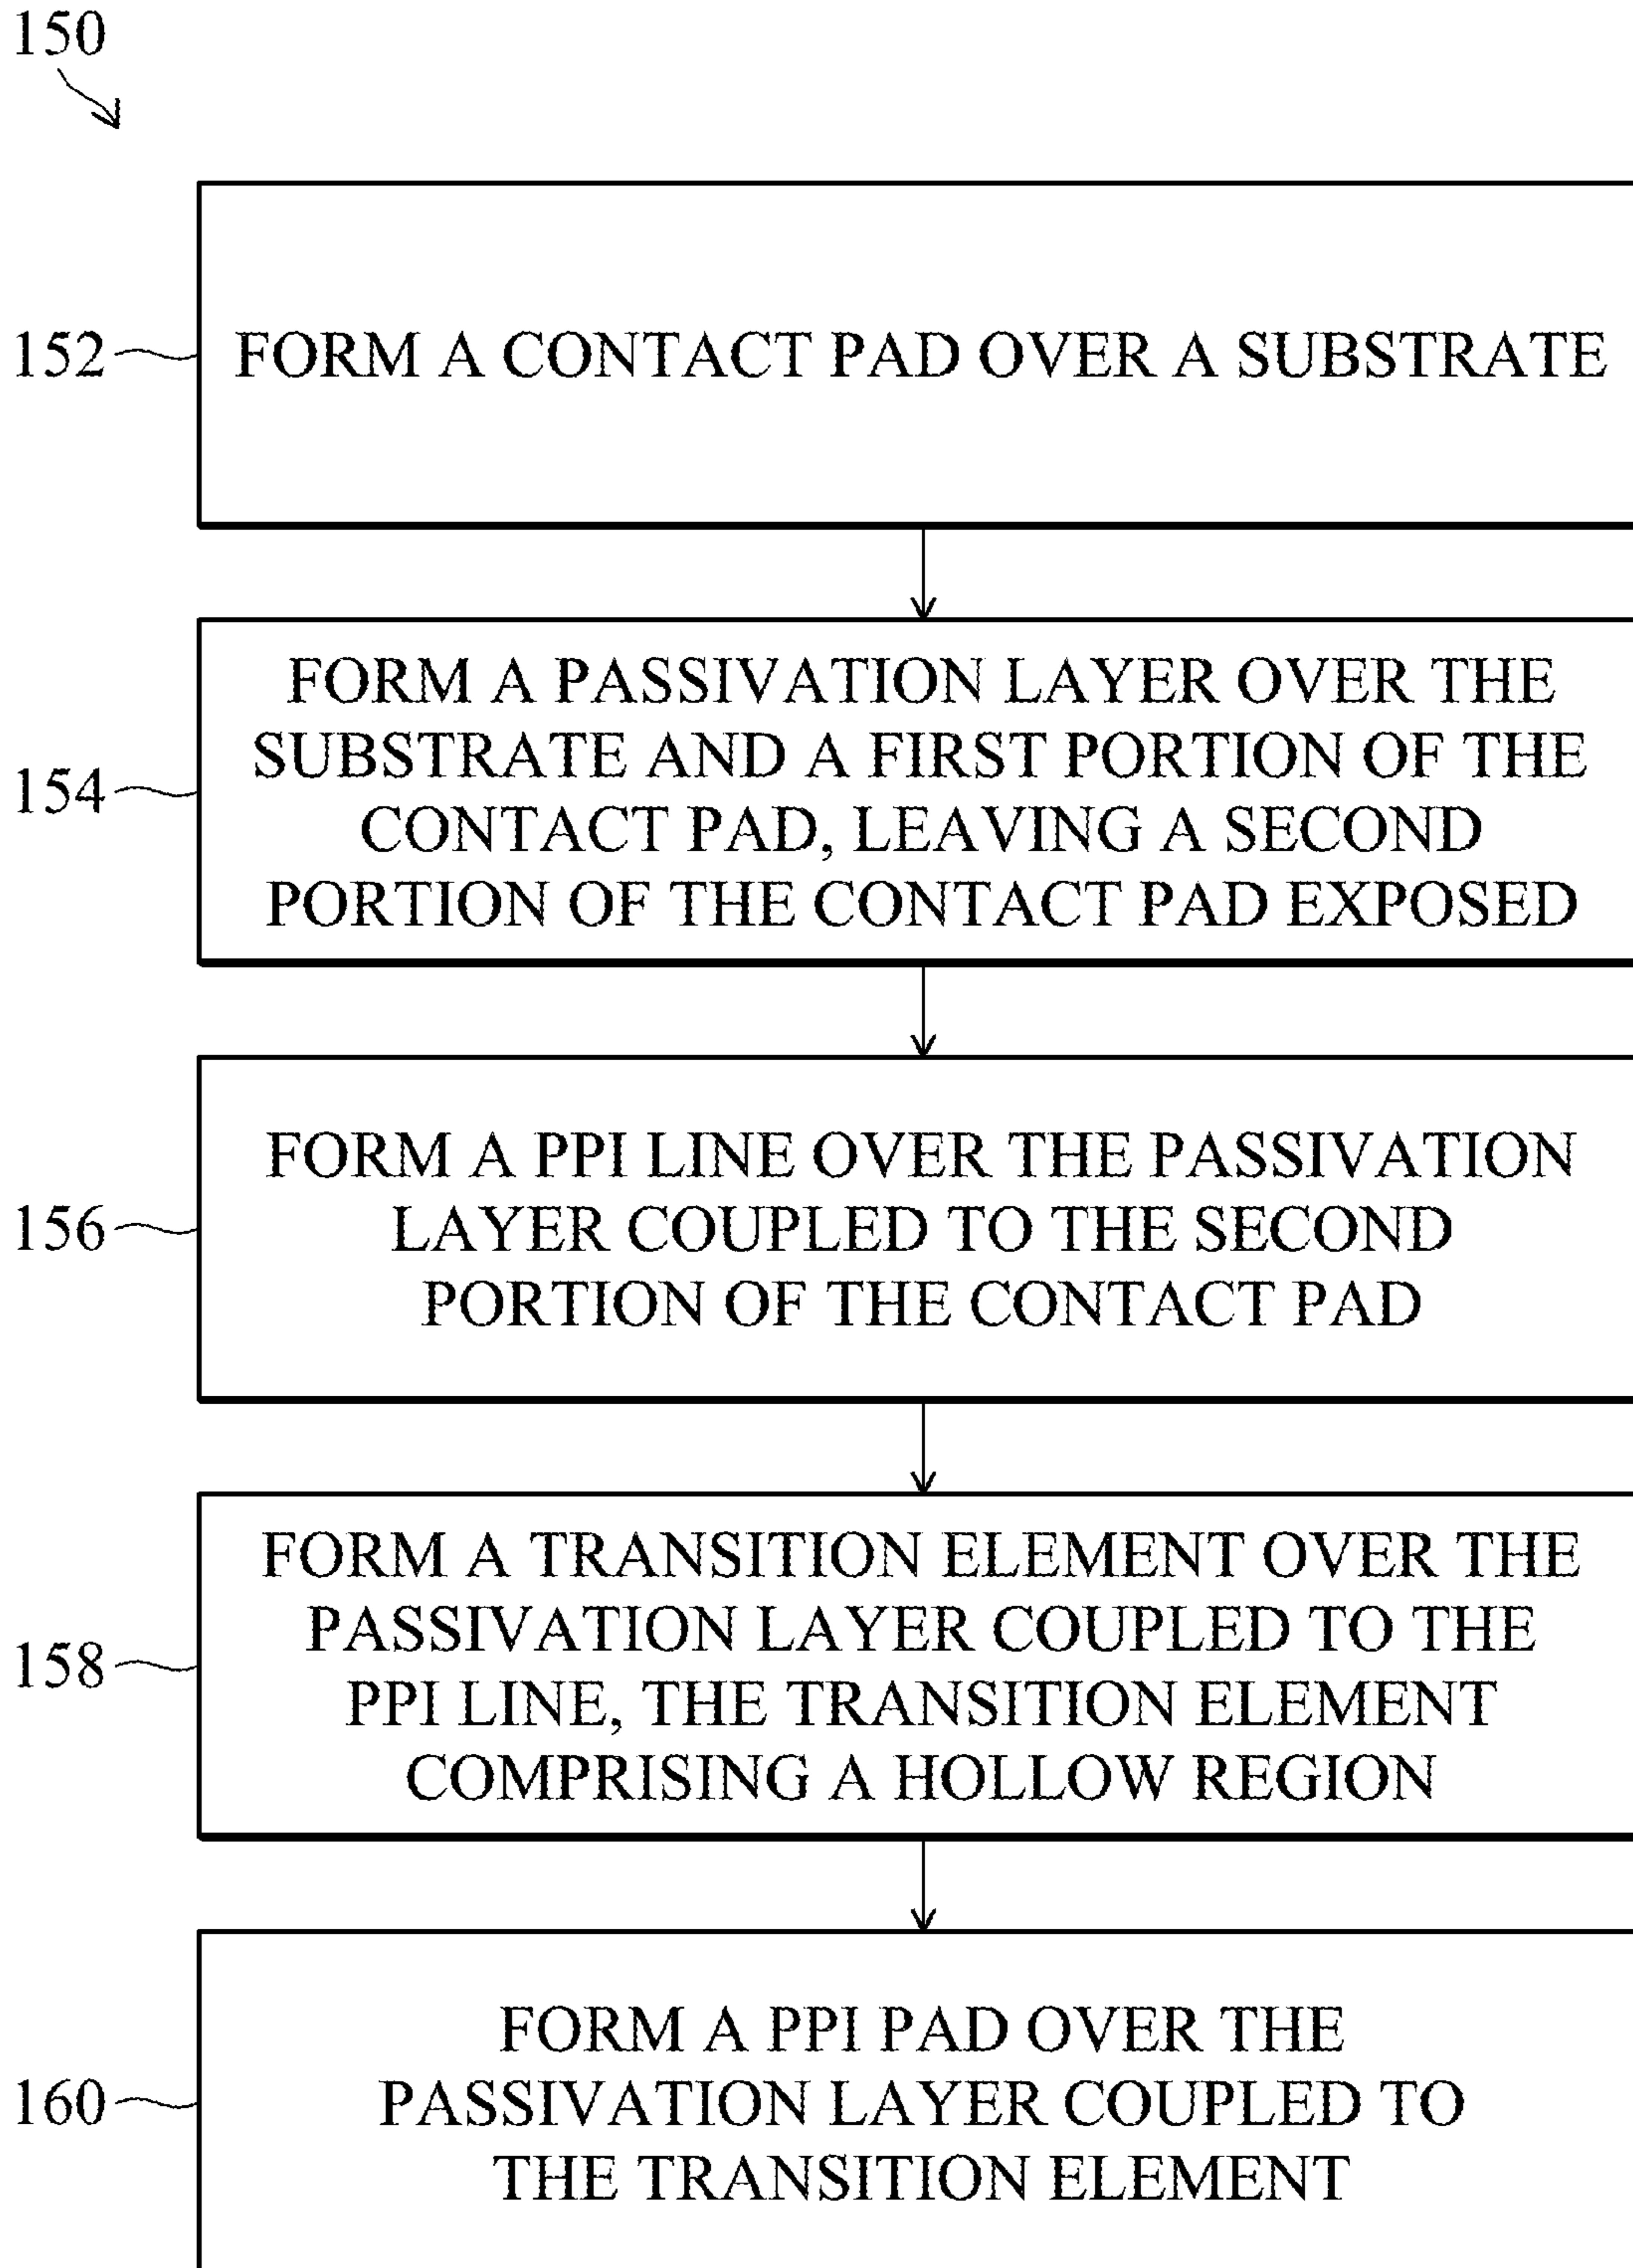 150
152
FORM A CONTACT PAD OVER A SUBSTRATE
154
FORM A PASSIVATION LAYER OVER THE
SUBSTRATE AND A FIRST PORTION OF THE
CONTACT PAD, LEAVING A SECOND
PORTION OF THE CONTACT PAD EXPOSED
156
FORM A PPI LINE OVER THE PASSIVATION
LAYER COUPLED TO THE SECOND
PORTION OF THE CONTACT PAD
158
FORM A TRANSITION ELEMENT OVER THE
PASSIVATION LAYER COUPLED TO THE
PPI LINE, THE TRANSITION ELEMENT
COMPRISING A HOLLOW REGION
160
FORM A PPI PAD OVER THE
PASSIVATION LAYER COUPLED TO
THE TRANSITION ELEMENT